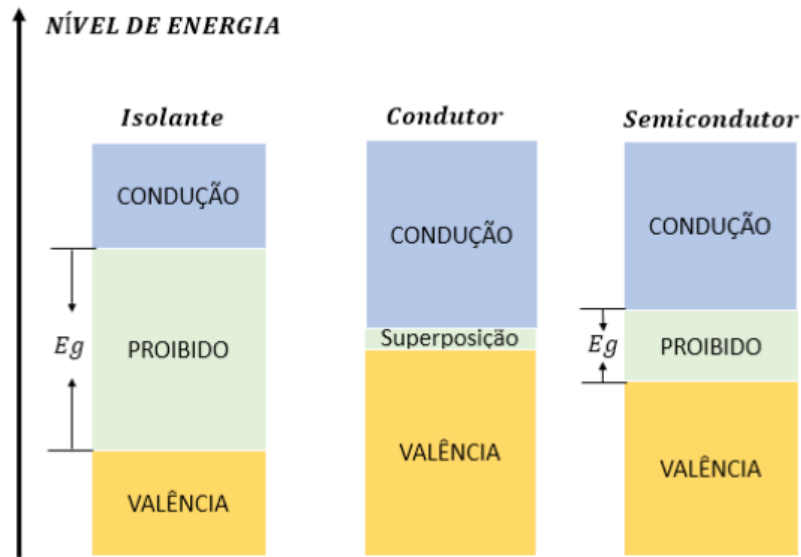 NÍVEL DE ENERGIA
Isolante
Condutor
Semicondutor
CONDUÇÃO
CONDUÇÃO
CONDUÇÃO
Eg
PROIBIDO
Superposição
Eg
PROIBIDO
VALÊNCIA
VALÊNCIA
VALÊNCIA